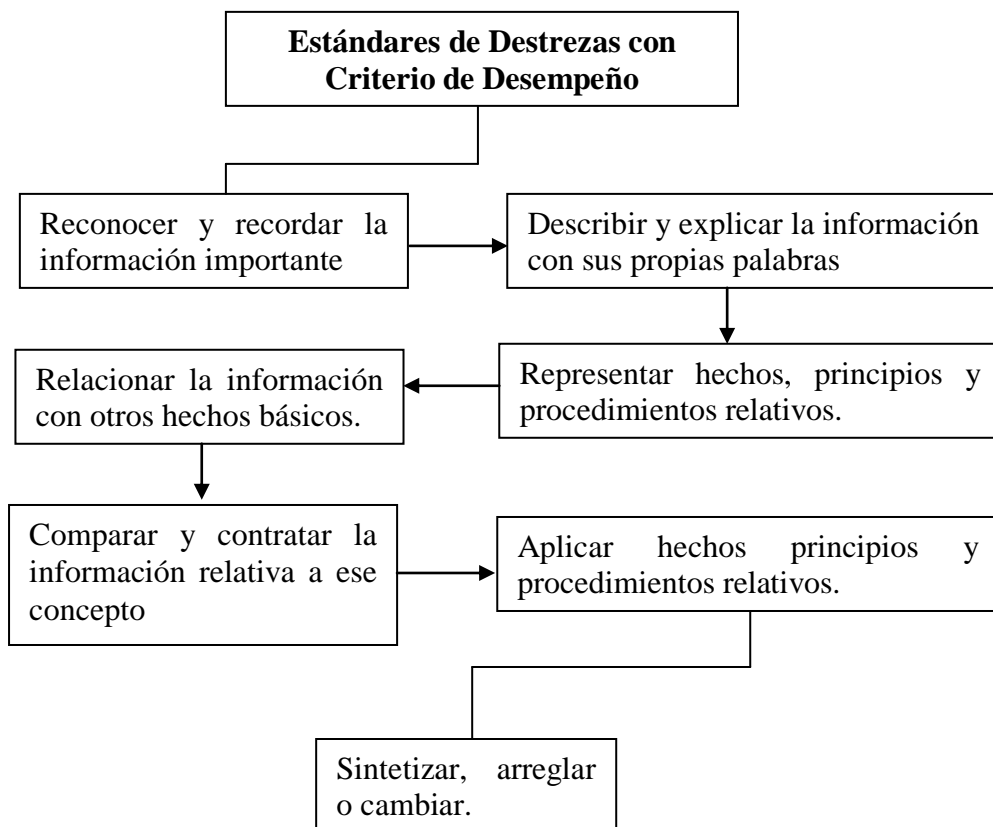 Estándares de Destrezas con
Criterio de Desempeño
Reconocer y recordar la
información importante
Describir y explicar la información
con sus propias palabras
Representar hechos, principios y
procedimientos relativos.
Relacionar la información
con otros hechos básicos.
Comparar y contratar la
información relativa a ese
concepto
Aplicar hechos principios y
procedimientos relativos.
Sintetizar, arreglar
o cambiar.